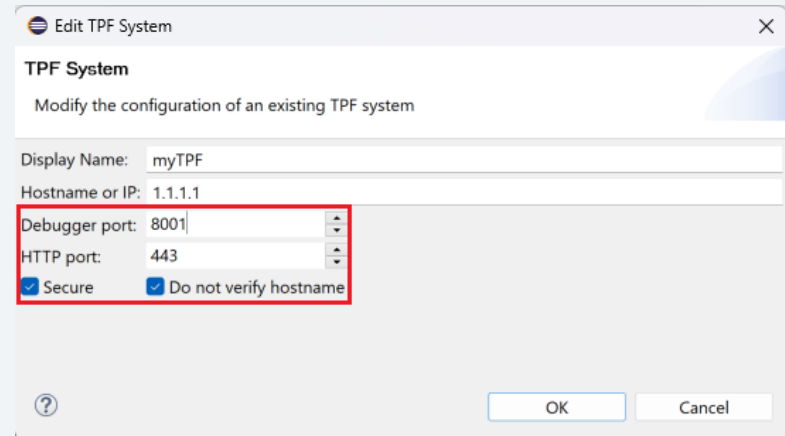 Edit TPF System
TPF System
Modify the configuration of an existing TPF system
Display Name: myTPF
Hostname or IP: 1.1.1.1
Debugger port: 8001
HTTP port: 443
Secure Do not verify hostname
? OK Cancel